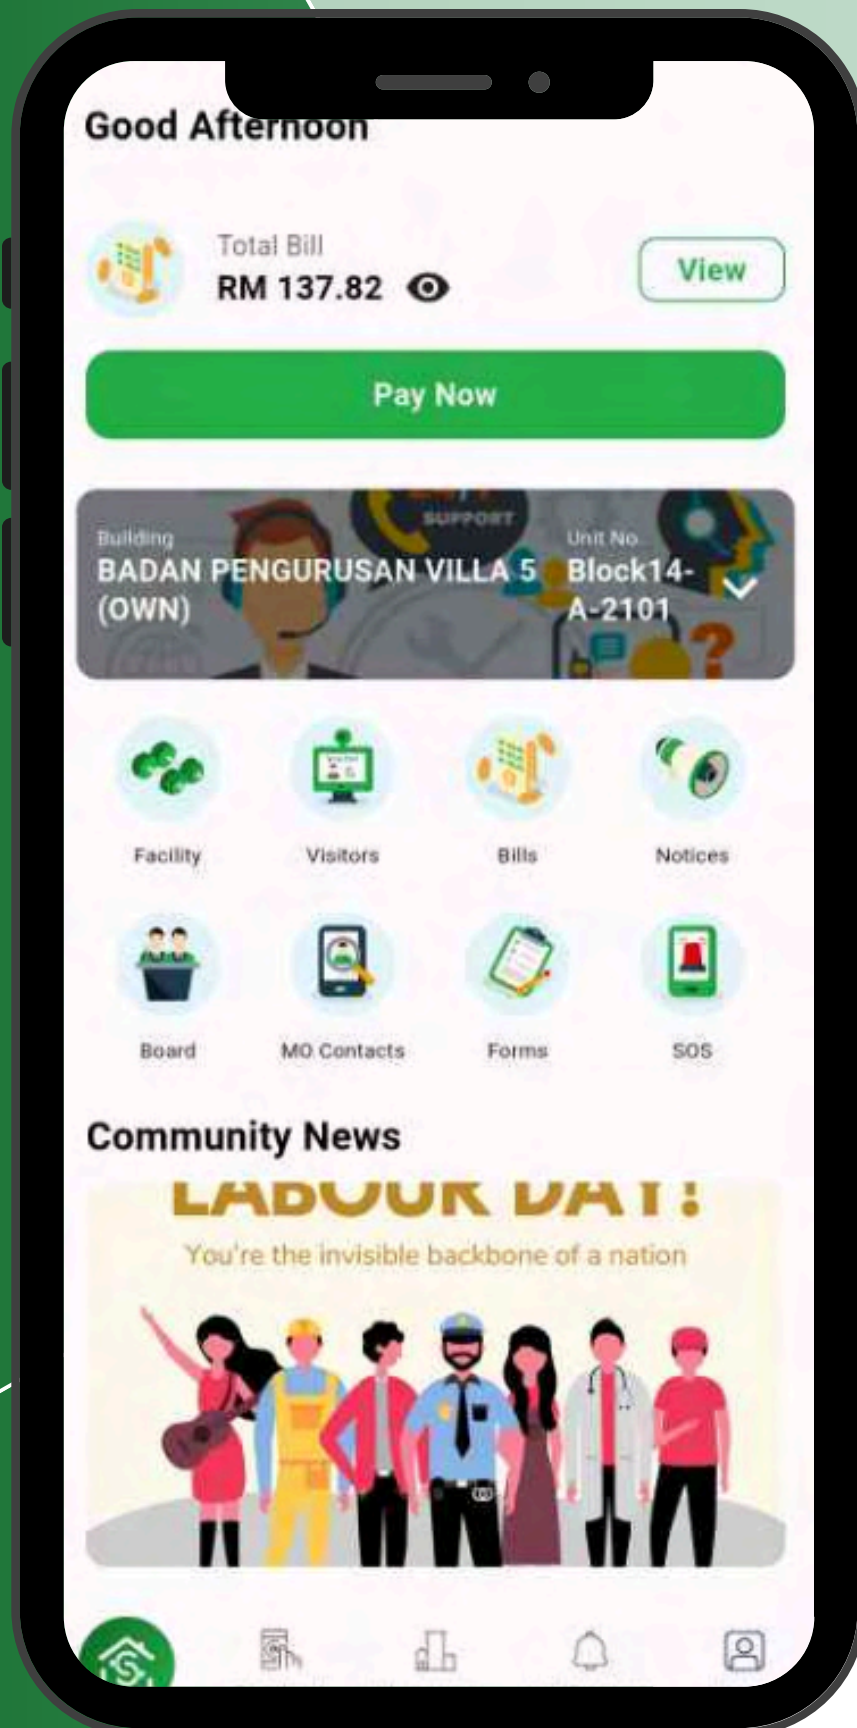 Good Afternoon
Total Bill
RM 137.82
View
Pay Now
SUPPORT
Building
Unit No
BADAN PENGURUSAN VILLA 5
(OWN)
Block14-
A-2101
Facility
Visitors
Bills
Notices
Board
MO Contacts
Forms
SOS
Community News
LABOUR DAY!
You're the invisible backbone of a nation